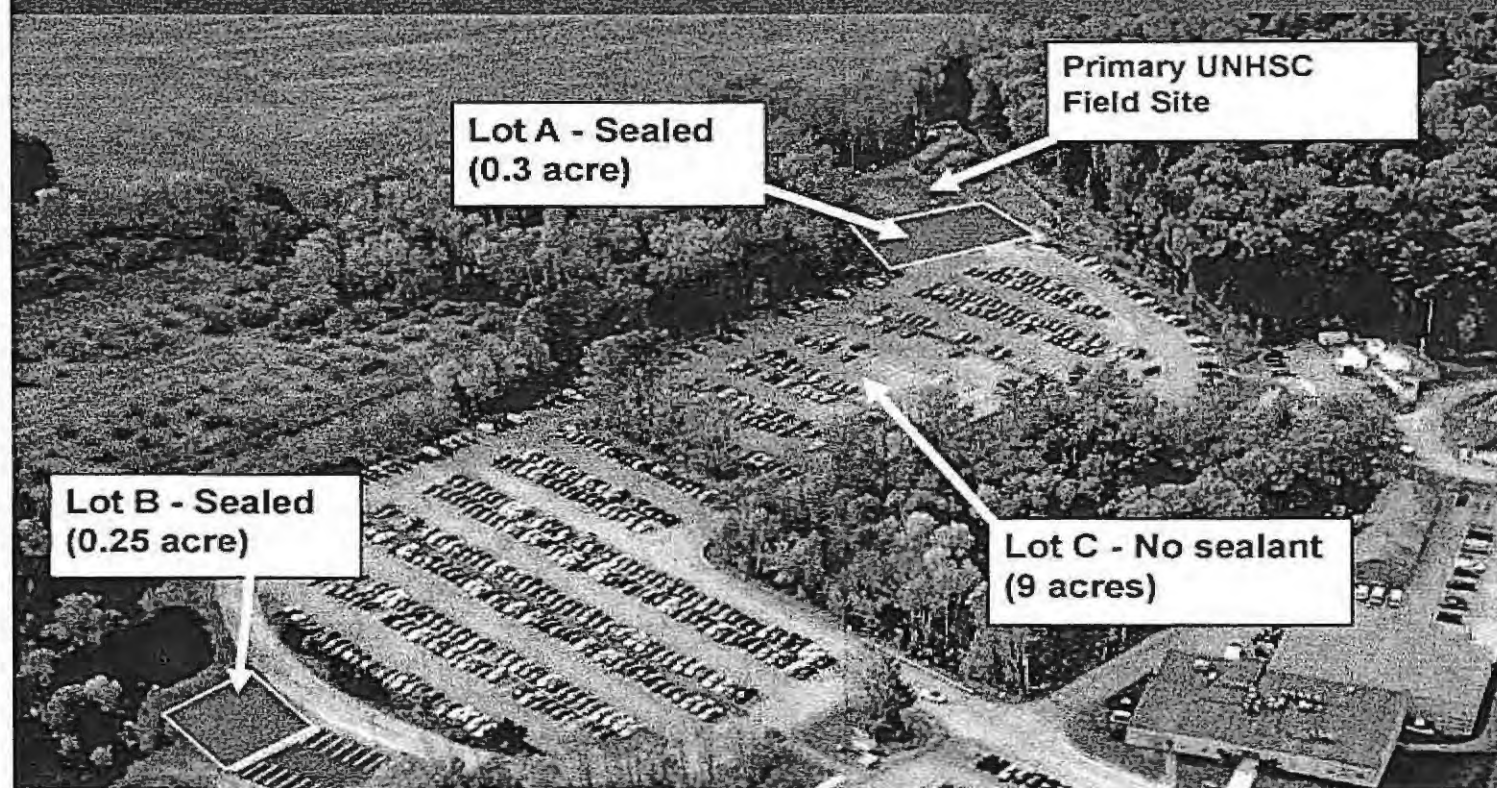 Primary UNHSC
Field Site
Lot A - Sealed
(0.3 acre)
Lot B - Sealed
(0.25 acre)
Lot C - No sealant
(9 acres)